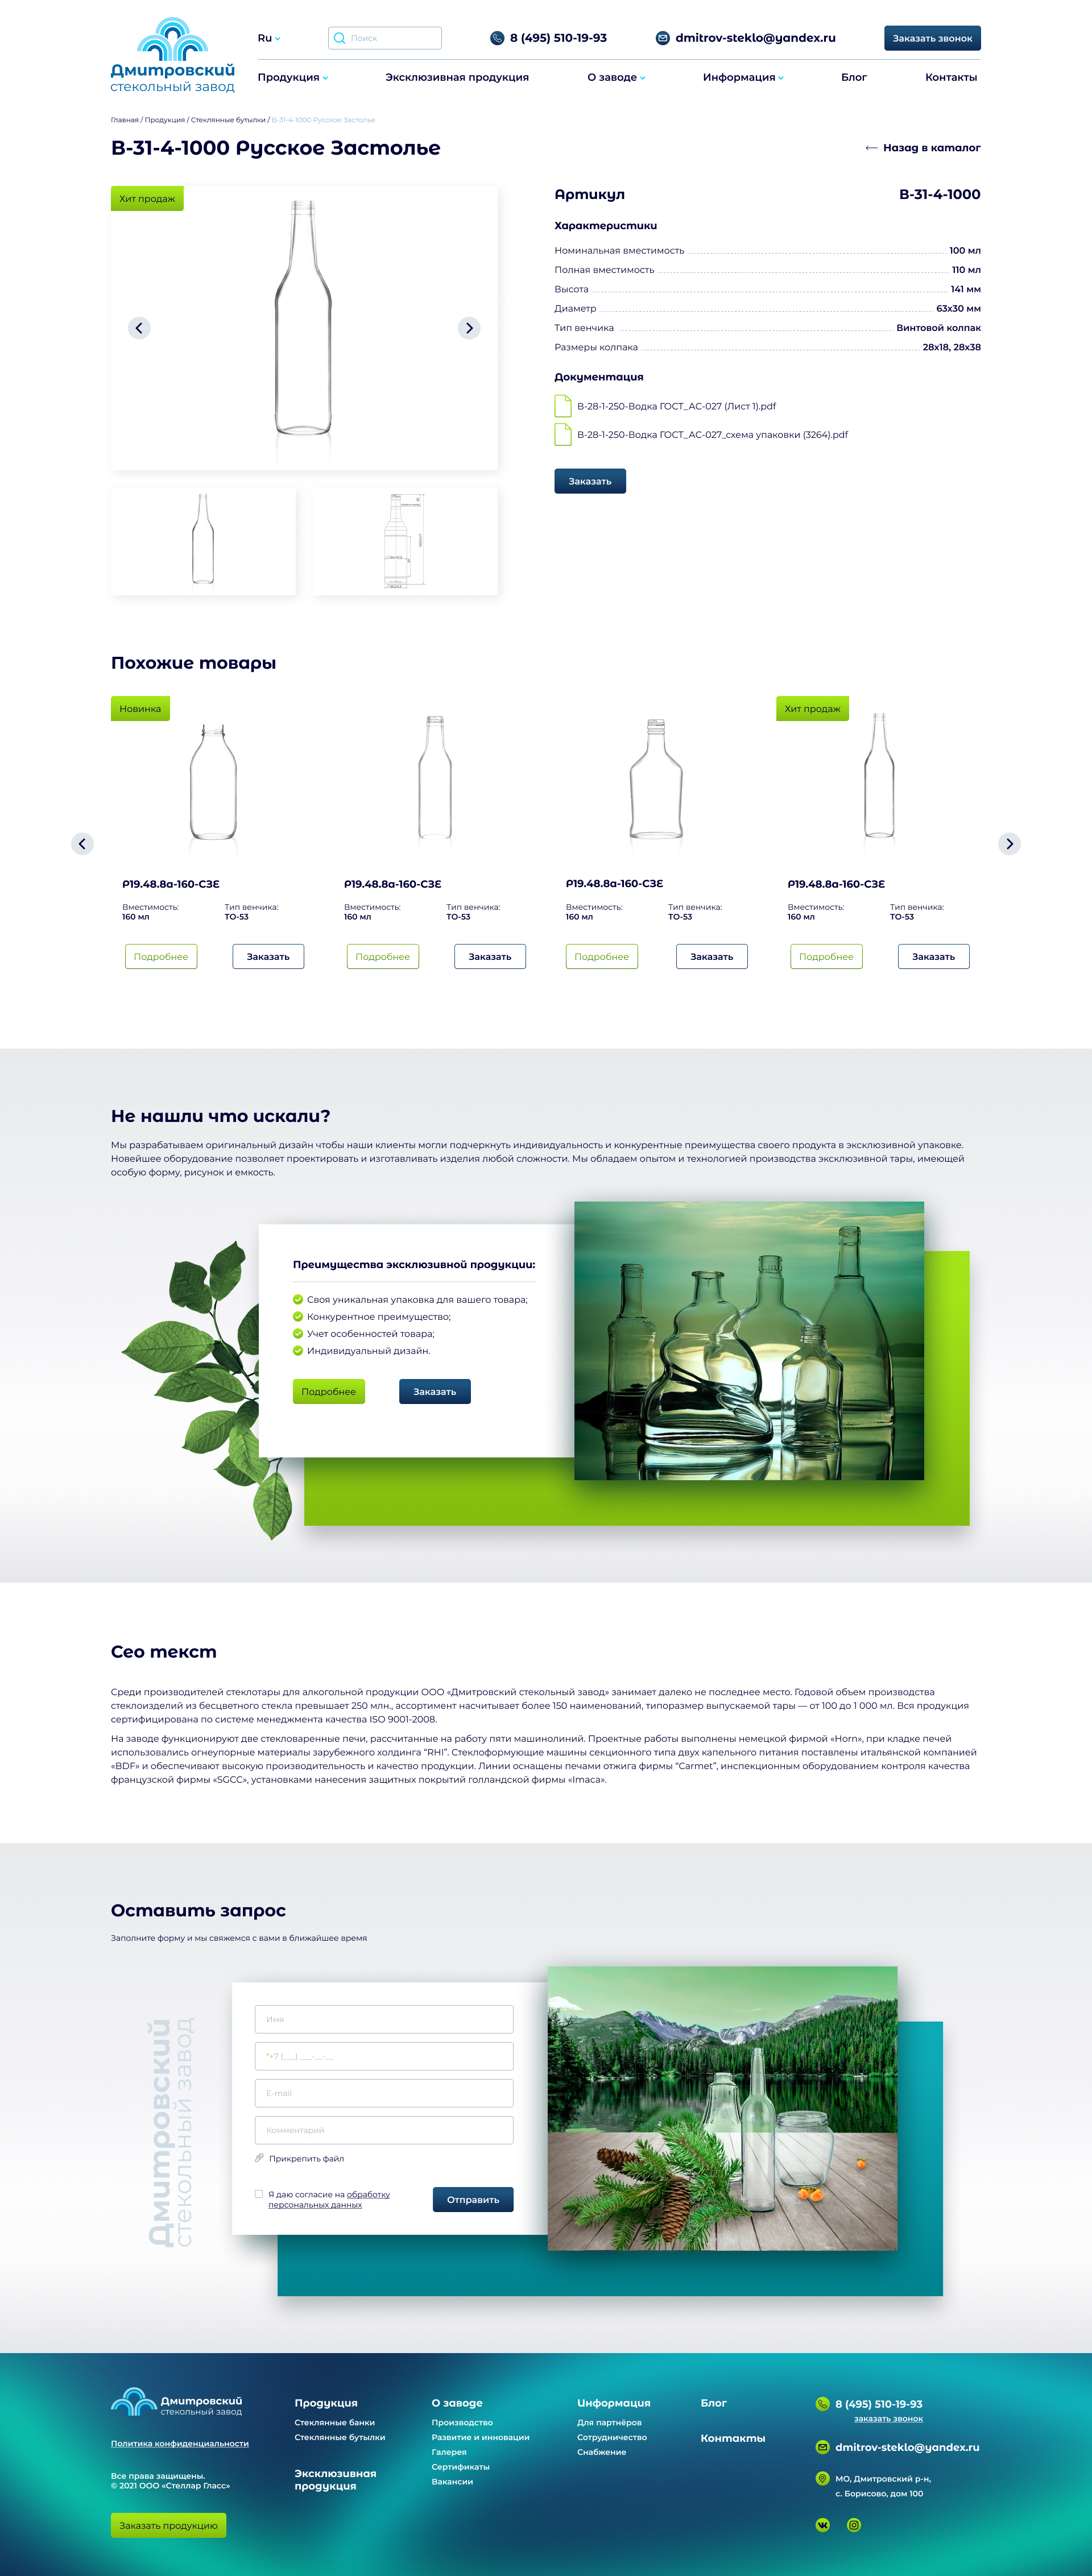 Дмитровский
стекольный завод
Ru
Поиск
8 (495) 510-19-93
dmitrov-steklo@yandex.ru
Заказать звонок
Продукция
Эксклюзивная продукция
О заводе
Информация
Блог
Контакты
Главная / Продукция / Стеклянные бутылки / В-31-4-1000 Русское Застолье
В-31-4-1000 Русское Застолье
Назад в каталог
Хит продаж
Артикул
В-31-4-1000
Характеристики
Номинальная вместимость 100 мл
Полная вместимость 110 мл
Высота 141 мм
Диаметр 63х30 мм
Тип венчика Винтовой колпак
Размеры колпака 28х18, 28х38
Документация
В-28-1-250-Водка ГОСТ_АС-027 (Лист 1).pdf
В-28-1-250-Водка ГОСТ_АС-027_схема упаковки (3264).pdf
Заказать
Похожие товары
Новинка
Хит продаж
Р19.48.8а-160-СЗЕ
Вместимость:
160 мл
Тип венчика:
ТО-53
Подробнее
Заказать
Р19.48.8а-160-СЗЕ
Вместимость:
160 мл
Тип венчика:
ТО-53
Подробнее
Заказать
Р19.48.8а-160-СЗЕ
Вместимость:
160 мл
Тип венчика:
ТО-53
Подробнее
Заказать
Р19.48.8а-160-СЗЕ
Вместимость:
160 мл
Тип венчика:
ТО-53
Подробнее
Заказать
Не нашли что искали?
Мы разрабатываем оригинальный дизайн чтобы наши клиенты могли подчеркнуть индивидуальность и конкурентные преимущества своего продукта в эксклюзивной упаковке.
Новейшее оборудование позволяет проектировать и изготавливать изделия любой сложности. Мы обладаем опытом и технологией производства эксклюзивной тары, имеющей
особую форму, рисунок и емкость.
Преимущества эксклюзивной продукции:
Своя уникальная упаковка для вашего товара;
Конкурентное преимущество;
Учет особенностей товара;
Индивидуальный дизайн.
Подробнее
Заказать
Сео текст
Среди производителей стеклотары для алкогольной продукции ООО «Дмитровский стекольный завод» занимает далеко не последнее место. Годовой объем производства
стеклоизделий из бесцветного стекла превышает 250 млн., ассортимент насчитывает более 150 наименований, типоразмер выпускаемой тары — от 100 до 1 000 мл. Вся продукция
сертифицирована по системе менеджмента качества ISO 9001-2008.
На заводе функционируют две стекловаренные печи, рассчитанные на работу пяти машинолиний. Проектные работы выполнены немецкой фирмой «Horn», при кладке печей
использовались огнеупорные материалы зарубежного холдинга “RHI”. Стеклоформующие машины секционного типа двух капельного питания поставлены итальянской компанией
«BDF» и обеспечивают высокую производительность и качество продукции. Линии оснащены печами отжига фирмы “Carmet”, инспекционным оборудованием контроля качества
французской фирмы «SGCC», установками нанесения защитных покрытий голландской фирмы «Imaca».
Оставить запрос
Заполните форму и мы свяжемся с вами в ближайшее время
Дмитровский
стекольный завод
Имя
*+7 (___) ___-__-__
E-mail
Комментарий
Прикрепить файл
Я даю согласие на обработку
персональных данных
Отправить
Дмитровский
стекольный завод
Политика конфиденциальности
Все права защищены.
© 2021 ООО «Стеллар Гласс»
Заказать продукцию
Продукция
Стеклянные банки
Стеклянные бутылки
Эксклюзивная
продукция
О заводе
Производство
Развитие и инновации
Галерея
Сертификаты
Вакансии
Информация
Для партнёров
Сотрудничество
Снабжение
Блог
Контакты
8 (495) 510-19-93
заказать звонок
dmitrov-steklo@yandex.ru
МО, Дмитровский р-н,
с. Борисово, дом 100